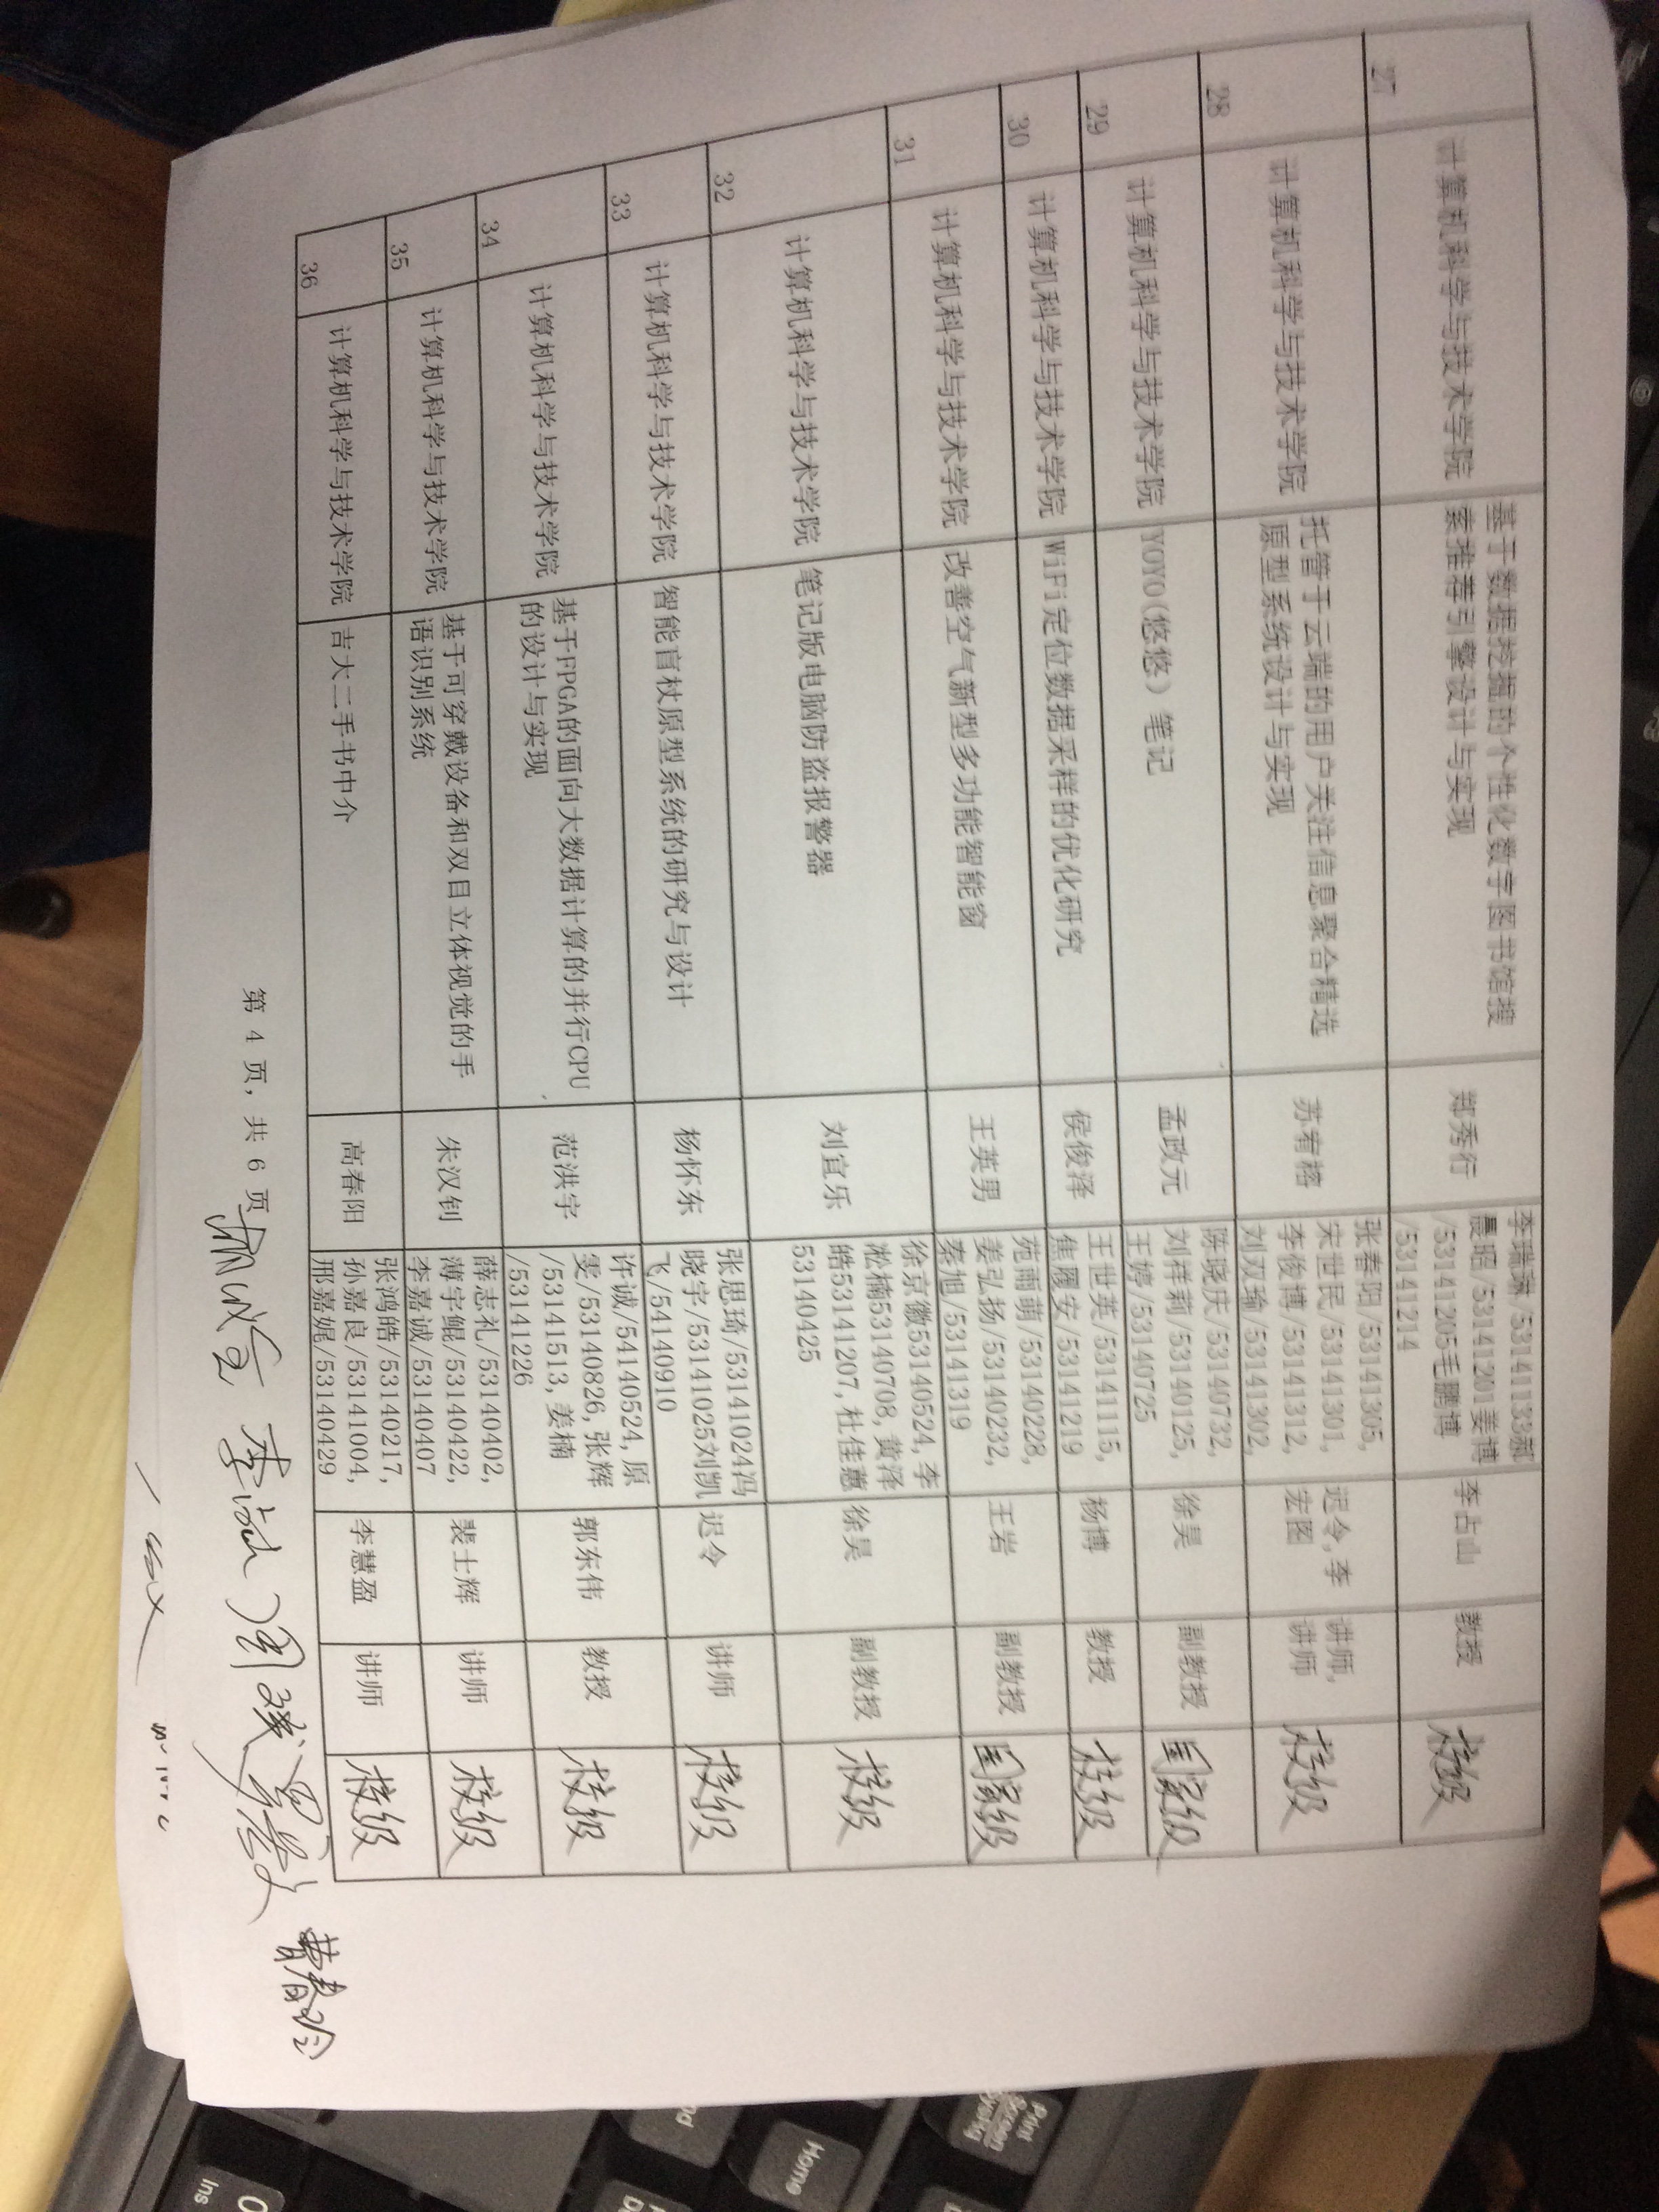 27 计算机科学与技术学院 基于数据挖掘的个性化数字图书馆搜 郑秀行 李瑞琳/53141133郝 李占山 教授 校级
索推荐引擎设计与实现 晨昭/53141201姜博
/53141205毛鹏博
/53141214
28 计算机科学与技术学院 托管于云端的用户关注信息聚合精选 苏宥榕 张春阳/53141305, 迟令,李 讲师, 校级
原型系统设计与实现 宋世民/53141301, 宏图 讲师
李俊博/53141312,
刘双瑜/53141302,
29 计算机科学与技术学院 YOYO(悠悠）笔记 孟政元 陈晓庆/53140732, 徐昊 副教授 国家级
刘祥莉/53140125,
王婷/53140725
30 计算机科学与技术学院 WiFi定位数据采样的优化研究 侯俊泽 王世英/53141115, 杨博 教授 校级
焦履安/53141219
31 计算机科学与技术学院 改善空气新型多功能智能窗 王英男 苑雨萌/53140228, 王岩 副教授 国家级
姜弘扬/53140232,
秦旭/53141319
32 计算机科学与技术学院 笔记版电脑防盗报警器 刘宜乐 徐京徽53140524,李 徐昊 副教授 校级
凇楠53140708,黄泽
皓53141207,杜佳蕙
53140425
33 计算机科学与技术学院 智能盲杖原型系统的研究与设计 杨怀东 张思琦/53141024冯 迟令 讲师 校级
晓宇/53141025刘凯
飞/54140910
34 计算机科学与技术学院 基于FPGA的面向大数据计算的并行CPU 范洪宇 许诚/54140524,原 郭东伟 教授 校级
的设计与实现 雯/53140826,张辉
/53141513,姜楠
/53141226
35 计算机科学与技术学院 基于可穿戴设备和双目立体视觉的手 朱汉钊 薛志礼/53140402, 裴士辉 讲师 校级
语识别系统 薄宇鲲/53140422,
李嘉诚/53140407
36 计算机科学与技术学院 吉大二手书中介 高春阳 张鸿皓/53140217, 李慧盈 讲师 校级
孙嘉良/53141004,
邢嘉娓/53140429
第 4 页，共 6 页
李占山 曹春玲
Print
Screen
SysRq
Home
Ins